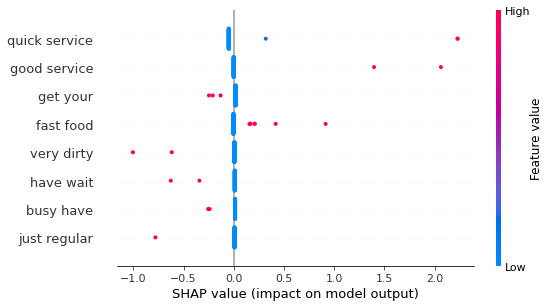 High
quick service
good service
get your
fast food
very dirty
have wait
busy have
just regular
Feature value
Low
−1.0 −0.5 0.0 0.5 1.0 1.5 2.0
SHAP value (impact on model output)